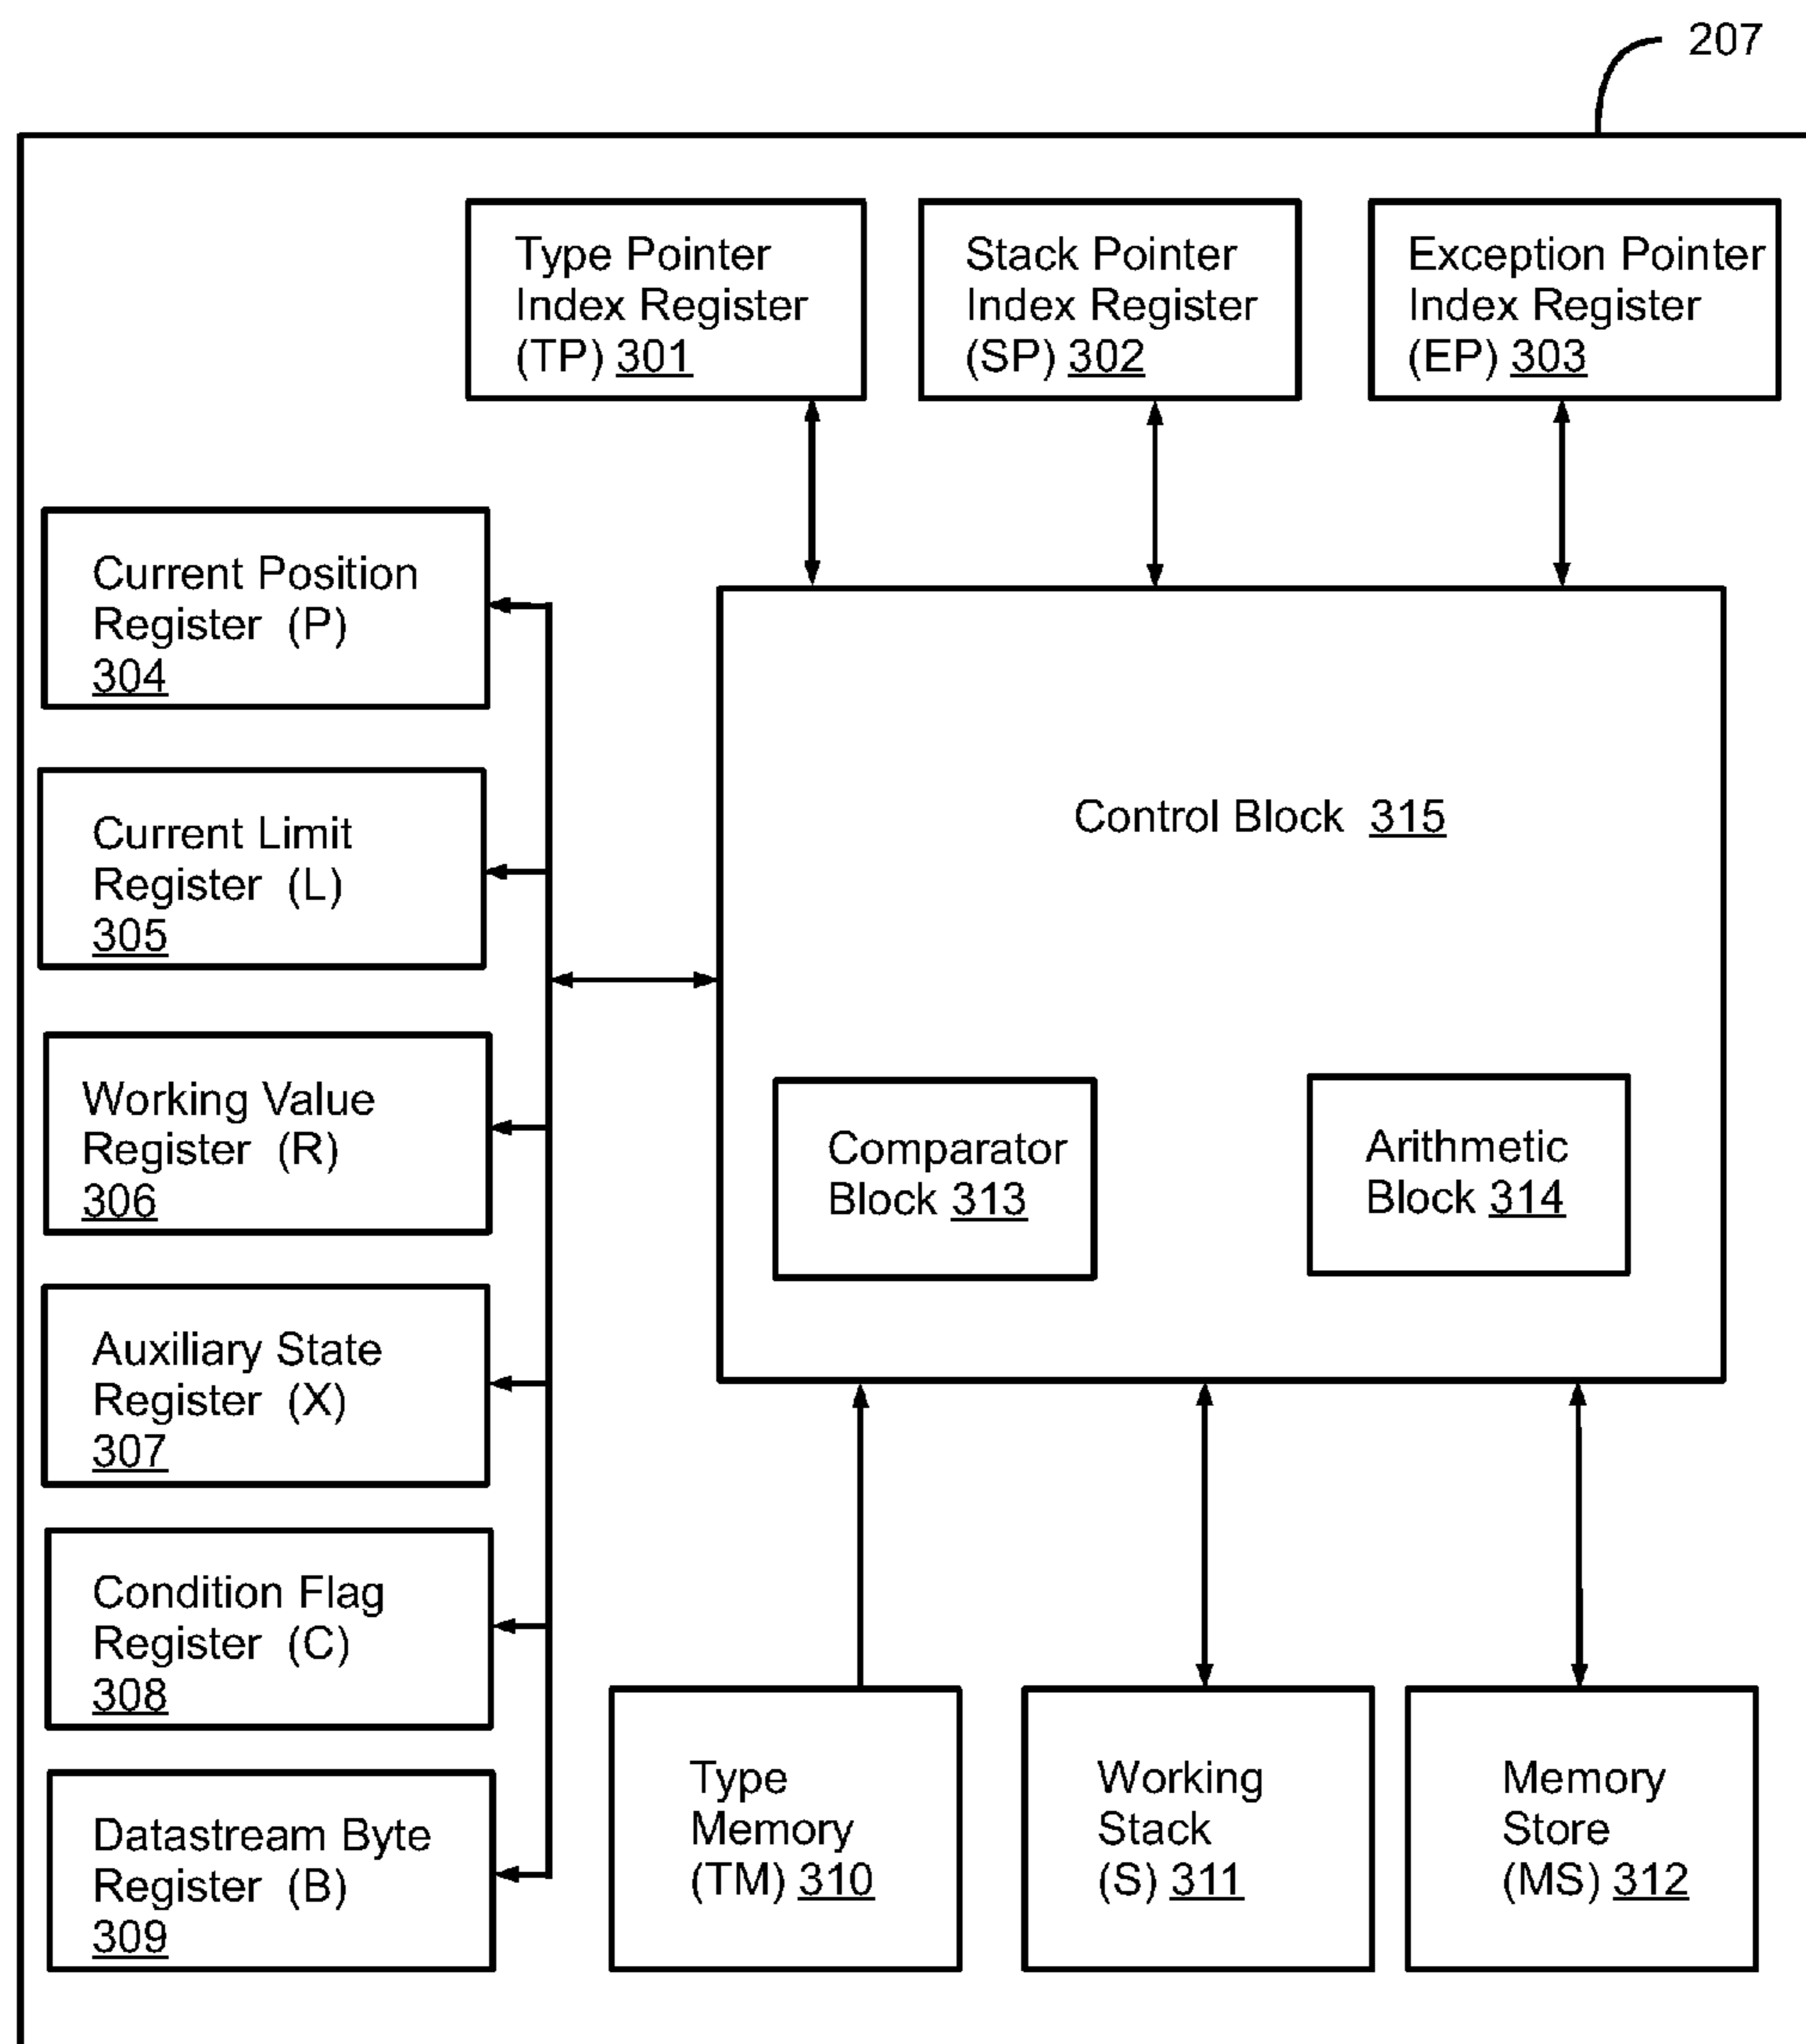 207
Type Pointer
Index Register
(TP) 301
Stack Pointer
Index Register
(SP) 302
Exception Pointer
Index Register
(EP) 303
Current Position
Register (P)
304
Current Limit
Register (L)
305
Working Value
Register (R)
306
Auxiliary State
Register (X)
307
Condition Flag
Register (C)
308
Datastream Byte
Register (B)
309
Control Block 315
Comparator
Block 313
Arithmetic
Block 314
Type
Memory
(TM) 310
Working
Stack
(S) 311
Memory
Store
(MS) 312